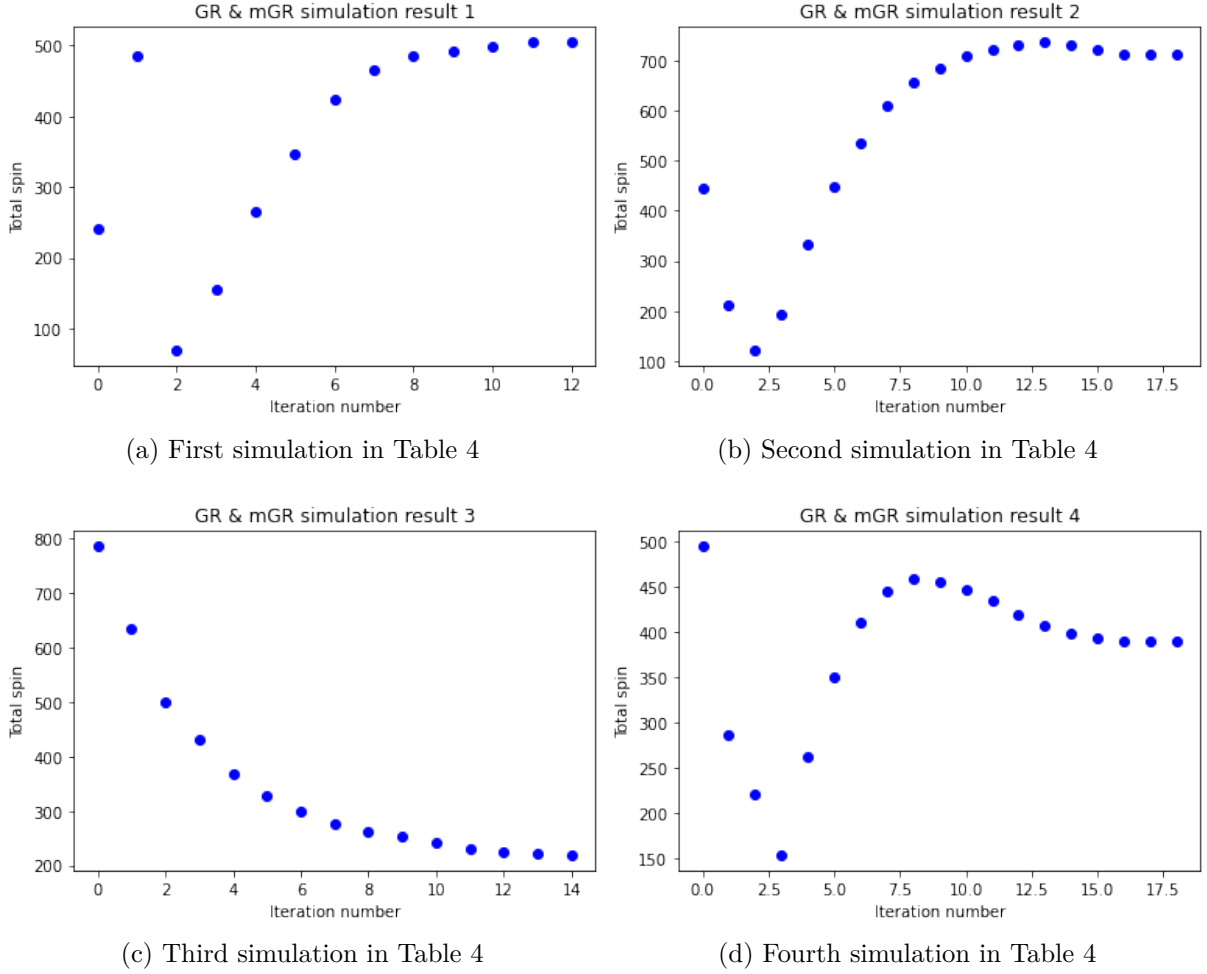 GR & mGR simulation result 1
500
400
300
200
100
Total spin
0 2 4 6 8 10 12
Iteration number
(a) First simulation in Table 4
GR & mGR simulation result 2
700
600
500
400
300
200
100
Total spin
0.0 2.5 5.0 7.5 10.0 12.5 15.0 17.5
Iteration number
(b) Second simulation in Table 4
GR & mGR simulation result 3
800
700
600
500
400
300
200
Total spin
0 2 4 6 8 10 12 14
Iteration number
(c) Third simulation in Table 4
GR & mGR simulation result 4
500
450
400
350
300
250
200
150
Total spin
0.0 2.5 5.0 7.5 10.0 12.5 15.0 17.5
Iteration number
(d) Fourth simulation in Table 4